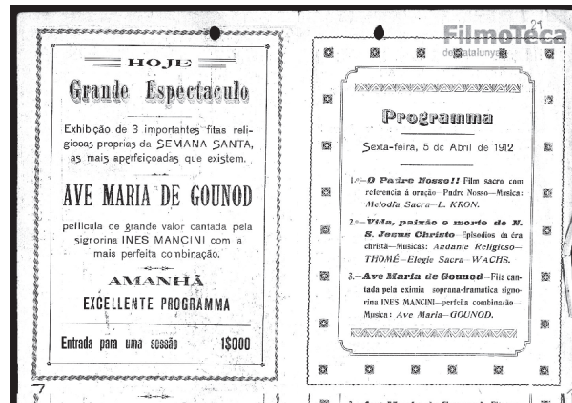 HOJE
Grande Espectaculo
Exhibção de 3 importantes fitas reli-
giosas proprias da SEMANA SANTA,
as mais aperfeiçoadas que existem.
AVE MARIA DE GOUNOD
pellicula de grande valor cantada pela
signorina INES MANCINI com a
mais perfeita combinação.
AMANHÃ
EXCELLENTE PROGRAMMA
Entrada para uma sessão 1$000
29
FilmoTeca
de Catalunya
Programma
Sexta-feira, 5 de Abril de 1912
1.º—O Padre Nosso!! Film sacro com
referencia á oração—Padre Nosso—Musica:
Melodia Sacra—L. KRON.
2.º—Vida, paixão e morte de N.
S. Jesus Christo—Episodios da éra
christã—Musicas: Andante Religioso—
THOMÉ—Elegie Sacra—WACHS.
3.—Ave Maria de Gounod—Fita can-
tada pela eximia soprana-dramatica signo-
rina INES MANCINI—perfeita combinação—
Musica: Ave Maria—GOUNOD.